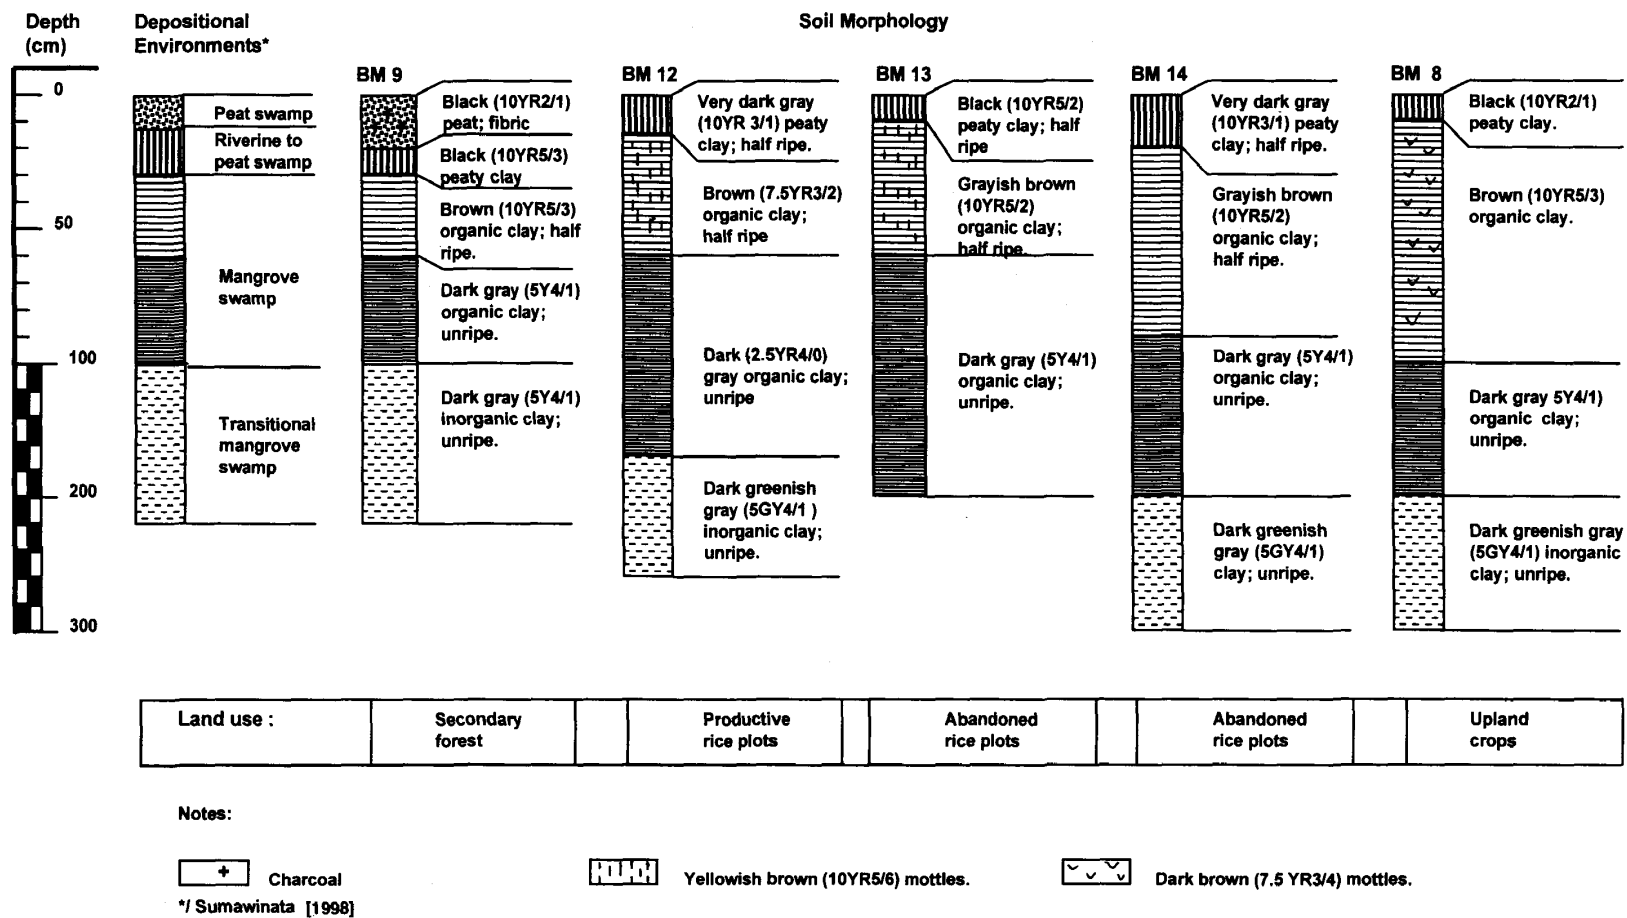 Depth
(cm)
Depositional
Environments*
Soil Morphology
0
50
100
200
300
Peat swamp
Riverine to
peat swamp
Mangrove
swamp
Transitional
mangrove
swamp
BM 9
Black (10YR2/1)
peat; fibric
Black (10YR5/3)
peaty clay
Brown (10YR5/3)
organic clay; half
ripe.
Dark gray (5Y4/1)
organic clay;
unripe.
Dark gray (5Y4/1)
inorganic clay;
unripe.
BM 12
Very dark gray
(10YR 3/1) peaty
clay; half ripe.
Brown (7.5YR3/2)
organic clay;
half ripe
Dark (2.5YR4/0)
gray organic clay;
unripe
Dark greenish
gray (5GY4/1 )
inorganic clay;
unripe.
BM 13
Black (10YR5/2)
peaty clay; half
ripe
Grayish brown
(10YR5/2)
organic clay;
half ripe.
Dark gray (5Y4/1)
organic clay;
unripe.
BM 14
Very dark gray
(10YR3/1) peaty
clay; half ripe.
Grayish brown
(10YR5/2)
organic clay;
half ripe.
Dark gray (5Y4/1)
organic clay;
unripe.
Dark greenish
gray (5GY4/1)
clay; unripe.
BM 8
Black (10YR2/1)
peaty clay.
Brown (10YR5/3)
organic clay.
Dark gray 5Y4/1)
organic clay;
unripe.
Dark greenish gray
(5GY4/1) inorganic
clay; unripe.
Land use :
Secondary
forest
Productive
rice plots
Abandoned
rice plots
Abandoned
rice plots
Upland
crops
Notes:
Charcoal
Yellowish brown (10YR5/6) mottles.
Dark brown (7.5 YR3/4) mottles.
*/ Sumawinata [1998]